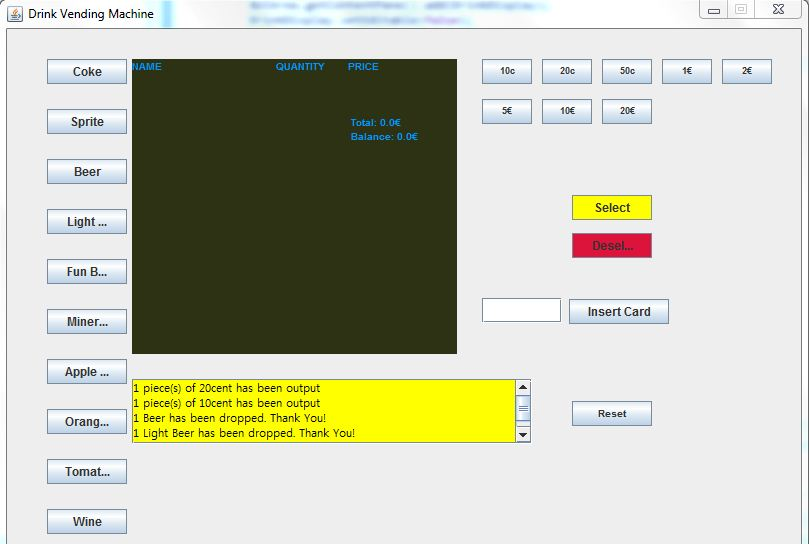 Drink Vending Machine
Coke
Sprite
Beer
Light ...
Fun B...
Miner...
Apple ...
Orang...
Tomat...
Wine
NAME QUANTITY PRICE
Total: 0.0€
Balance: 0.0€
1 piece(s) of 20cent has been output
1 piece(s) of 10cent has been output
1 Beer has been dropped. Thank You!
1 Light Beer has been dropped. Thank You!
10c 20c 50c 1€ 2€
5€ 10€ 20€
Select
Desel...
Insert Card
Reset